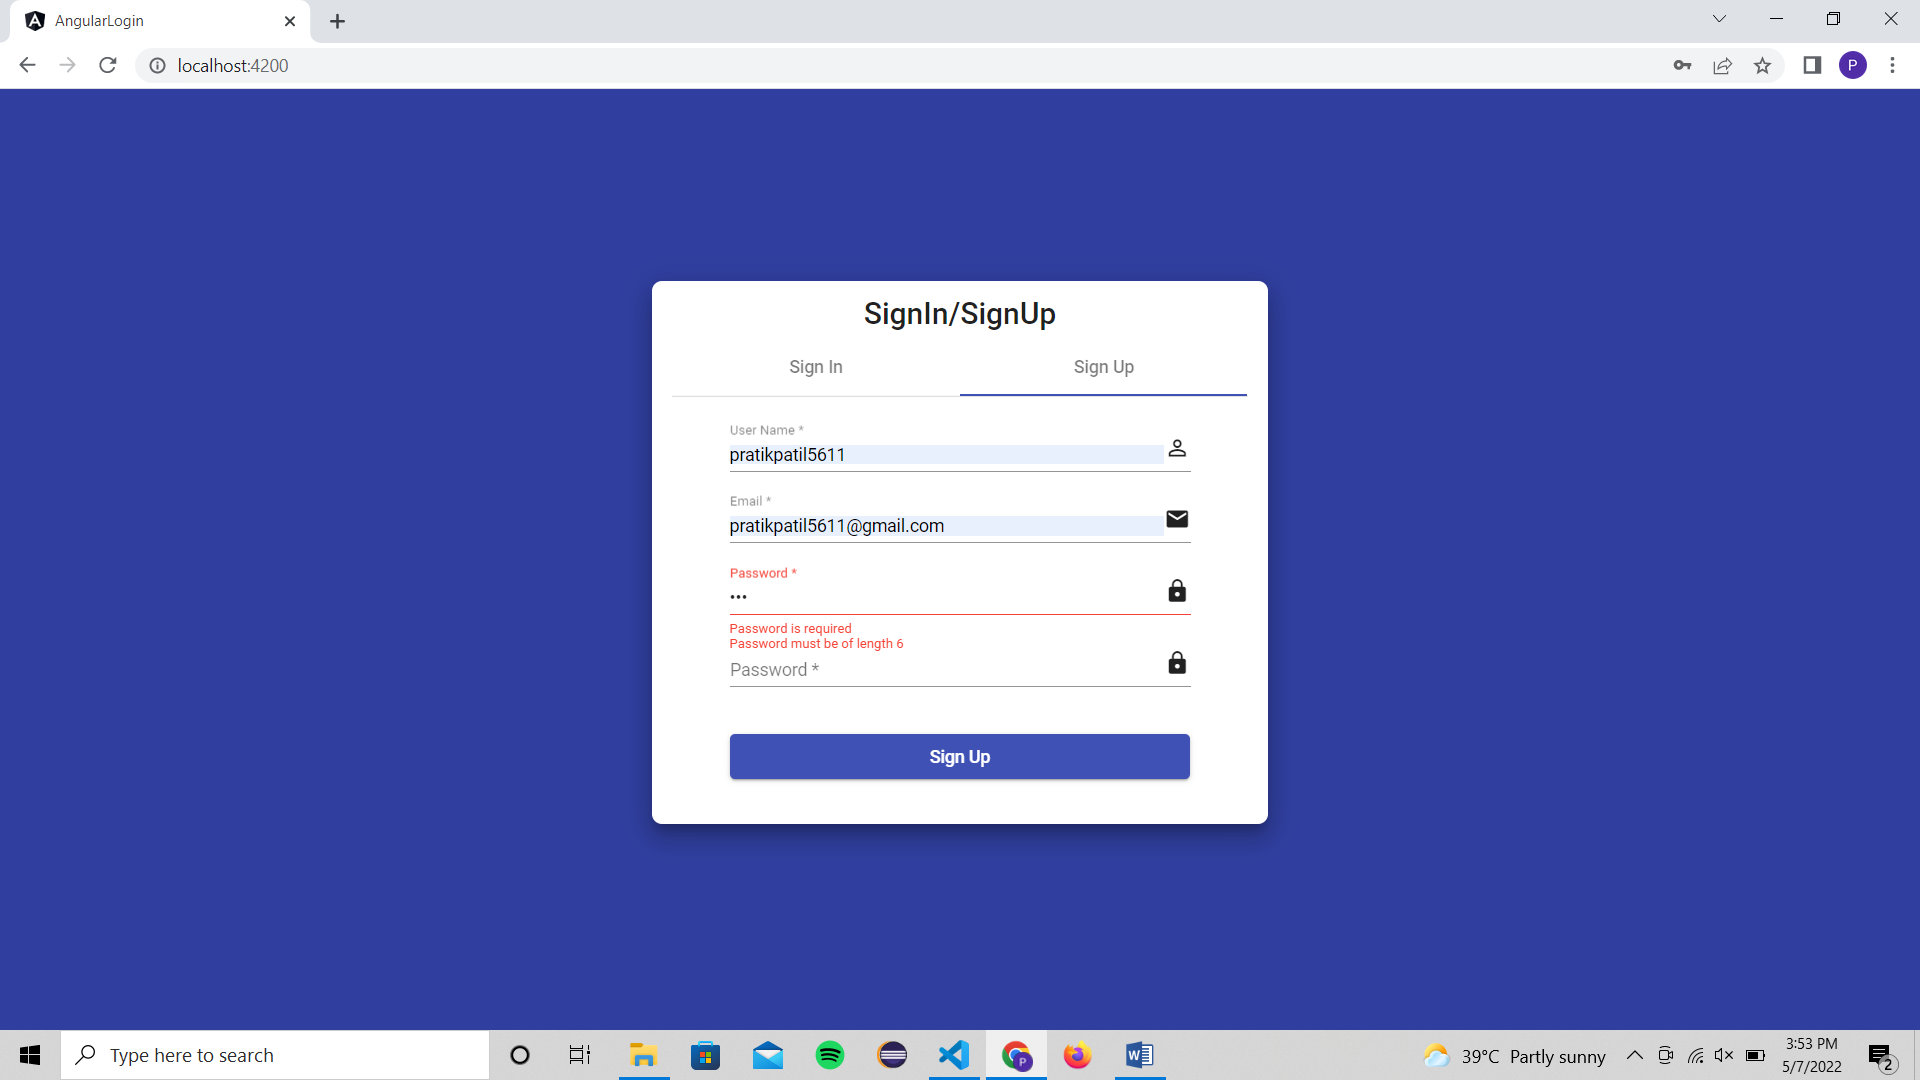 AngularLogin
localhost:4200
P
SignIn/SignUp
Sign In Sign Up
User Name *
pratikpatil5611
Email *
pratikpatil5611@gmail.com
Password *
•••
Password is required
Password must be of length 6
Password *
Sign Up
Type here to search
P
W
39°C Partly sunny
3:53 PM
5/7/2022
2